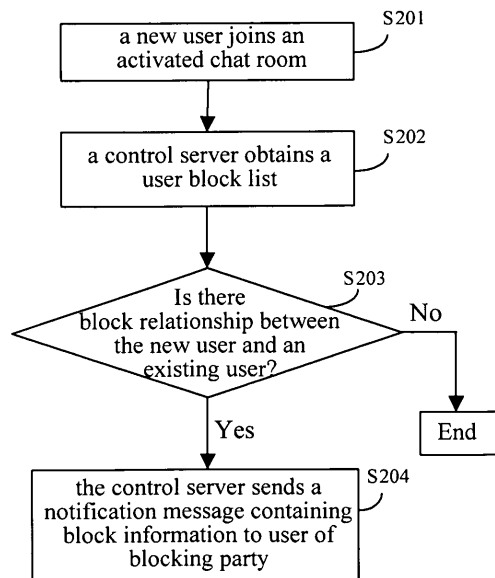 S201
a new user joins an
activated chat room
S202
a control server obtains a
user block list
S203
Is there
block relationship between
the new user and an
existing user?
No
End
Yes
S204
the control server sends a
notification message containing
block information to user of
blocking party